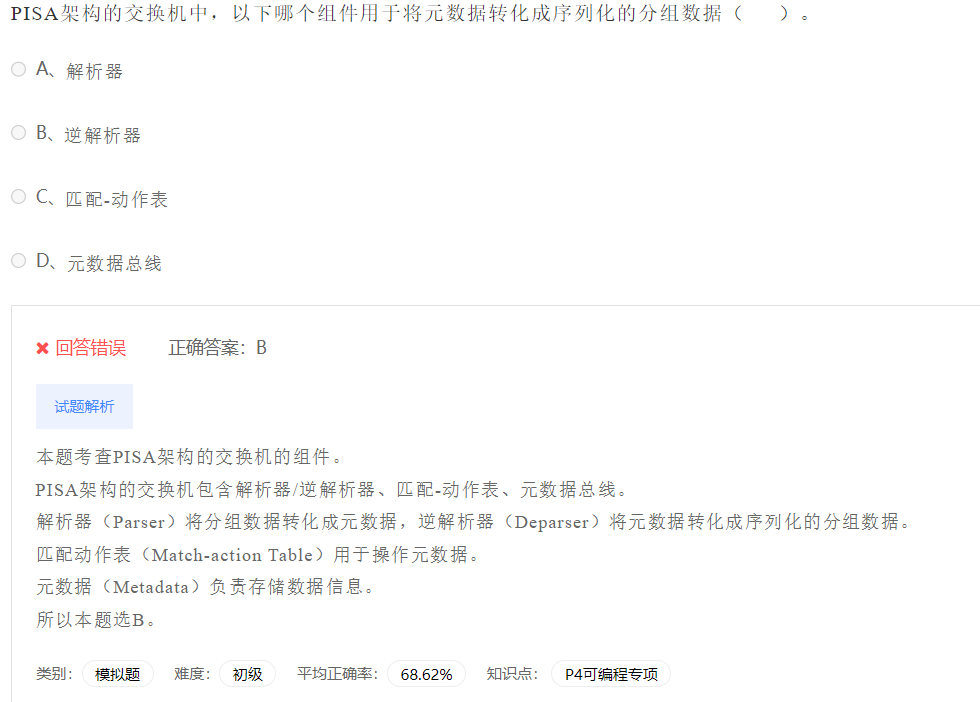 PISA架构的交换机中，以下哪个组件用于将元数据转化成序列化的分组数据（　　）。
A、解析器
B、逆解析器
C、匹配-动作表
D、元数据总线
回答错误 正确答案：B
试题解析
本题考查PISA架构的交换机的组件。
PISA架构的交换机包含解析器/逆解析器、匹配-动作表、元数据总线。
解析器（Parser）将分组数据转化成元数据，逆解析器（Deparser）将元数据转化成序列化的分组数据。
匹配动作表（Match-action Table）用于操作元数据。
元数据（Metadata）负责存储数据信息。
所以本题选B。
类别： 模拟题 难度： 初级 平均正确率： 68.62% 知识点： P4可编程专项